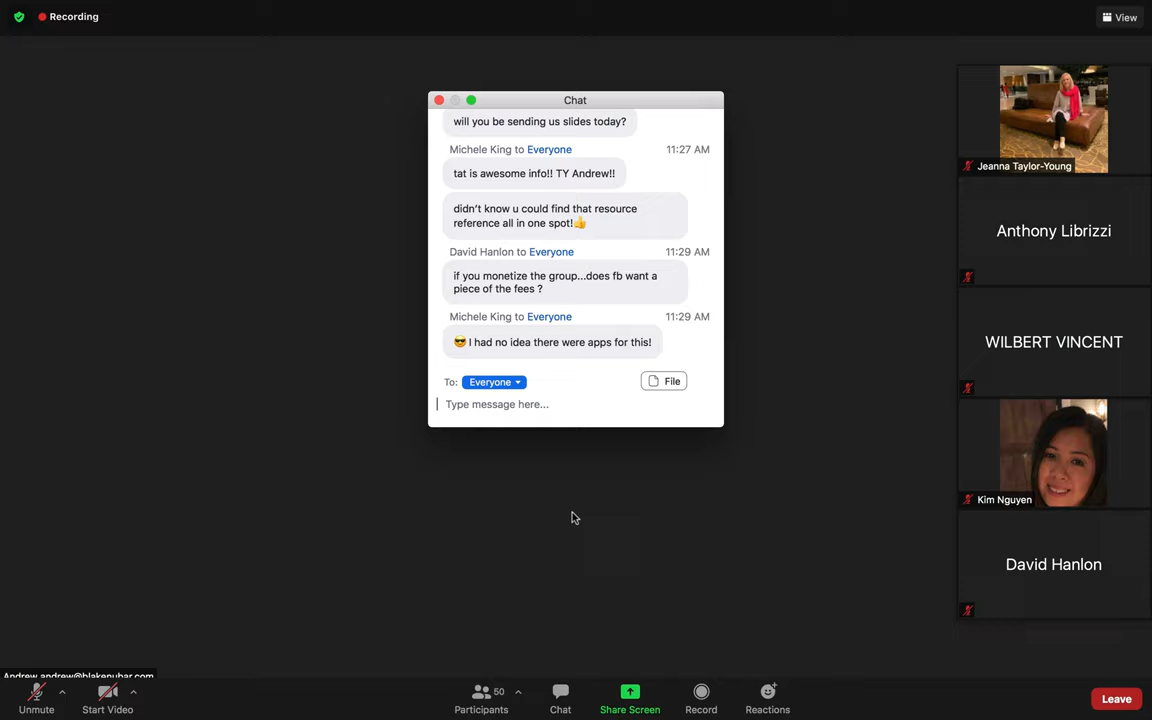 Recording
View
Chat
will you be sending us slides today?
Michele King to Everyone 11:27 AM
tat is awesome info!! TY Andrew!!
didn't know u could find that resource
reference all in one spot!👍
David Hanlon to Everyone 11:29 AM
if you monetize the group...does fb want a
piece of the fees ?
Michele King to Everyone 11:29 AM
😎 I had no idea there were apps for this!
To: Everyone File
Type message here...
Jeanna Taylor-Young
Anthony Librizzi
WILBERT VINCENT
Kim Nguyen
David Hanlon
Andrew andrew@blakenubar.com
Unmute
Start Video
50
Participants
Chat
Share Screen
Record
Reactions
Leave